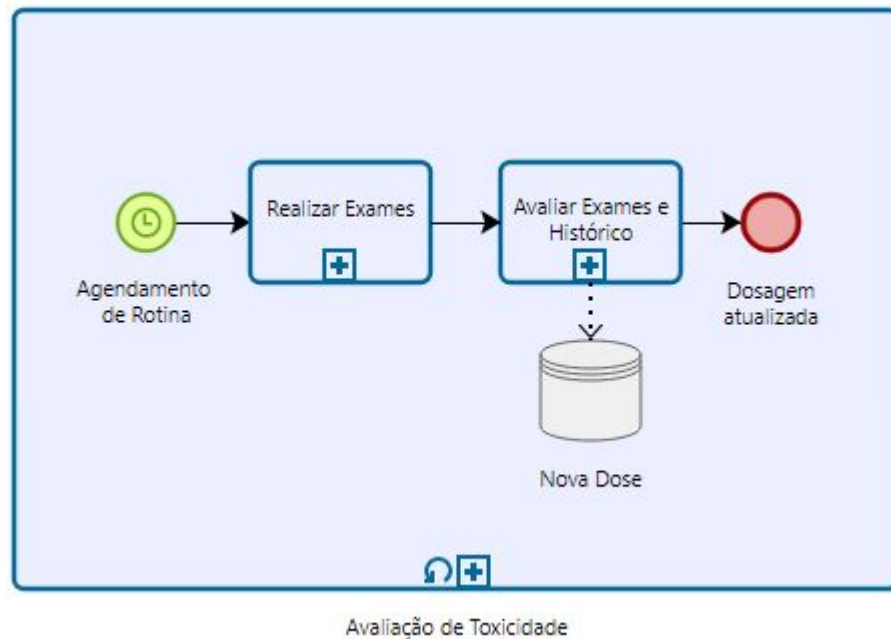 Agendamento
de Rotina
Realizar Exames
Avaliar Exames e
Histórico
Dosagem
atualizada
Nova Dose
Avaliação de Toxicidade